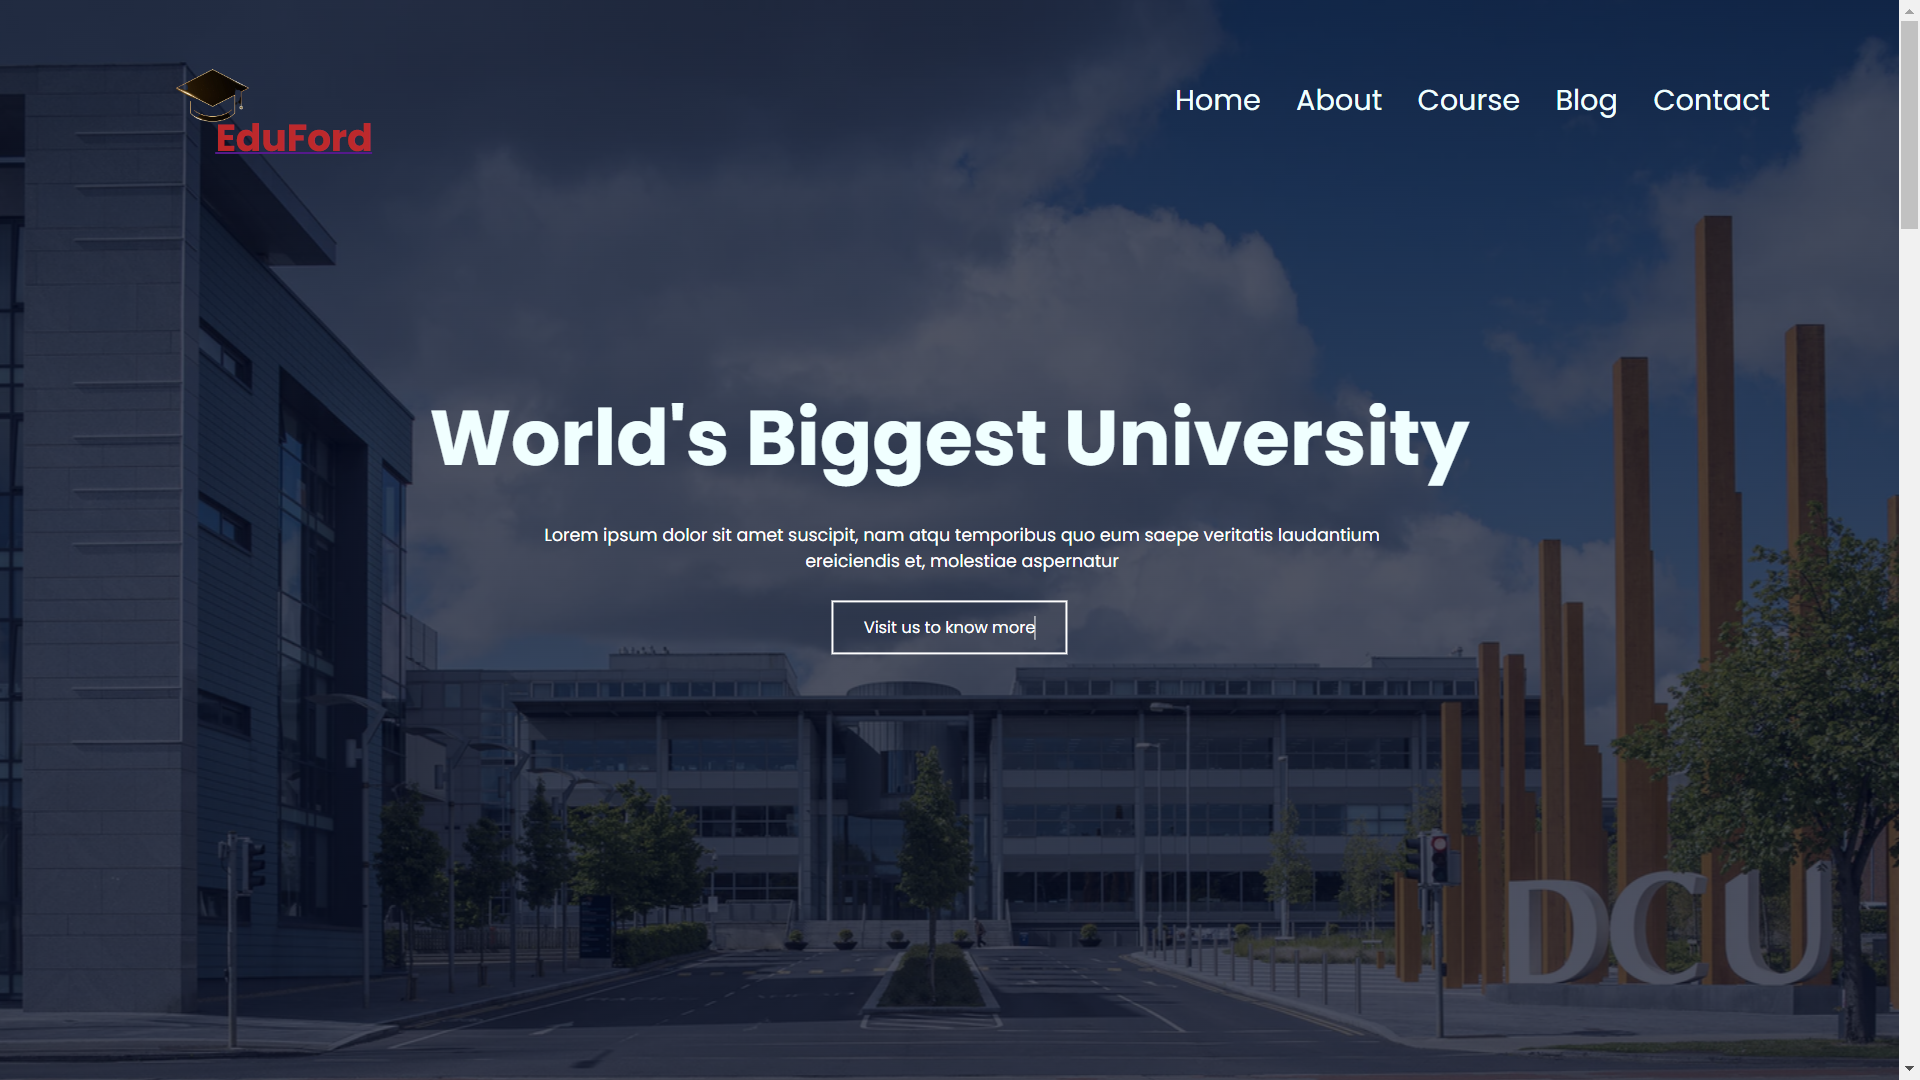 EduFord
Home About Course Blog Contact
World's Biggest University
Lorem ipsum dolor sit amet suscipit, nam atqu temporibus quo eum saepe veritatis laudantium
ereiciendis et, molestiae aspernatur
Visit us to know more
DCU